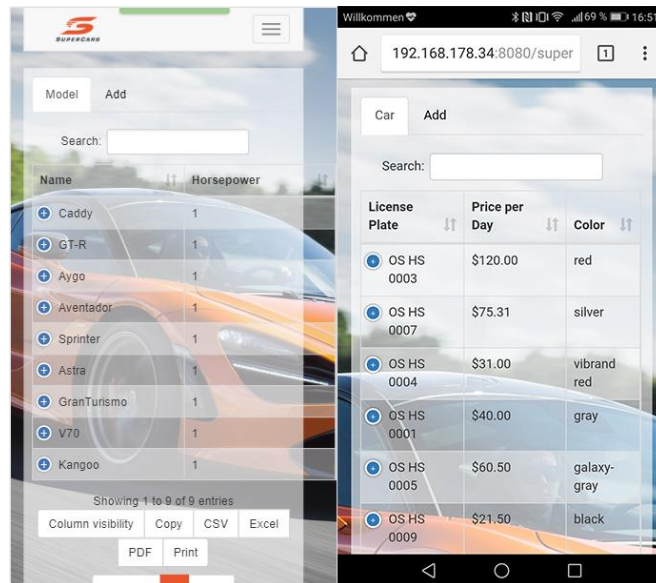 SUPERCARS
Model Add
Search:
Name Horsepower
Caddy 1
GT-R 1
Aygo 1
Aventador 1
Sprinter 1
Astra 1
GranTurismo 1
V70 1
Kangoo 1
Showing 1 to 9 of 9 entries
Column visibility Copy CSV Excel
PDF Print
Willkommen 69 % 16:51
192.168.178.34:8080/super 1
Car Add
Search:
License Price per
Plate Day Color
OS HS $120.00 red
0003
OS HS $75.31 silver
0007
OS HS $31.00 vibrand
0004 red
OS HS $40.00 gray
0001
OS HS $60.50 galaxy-
0005 gray
OS HS $21.50 black
0009